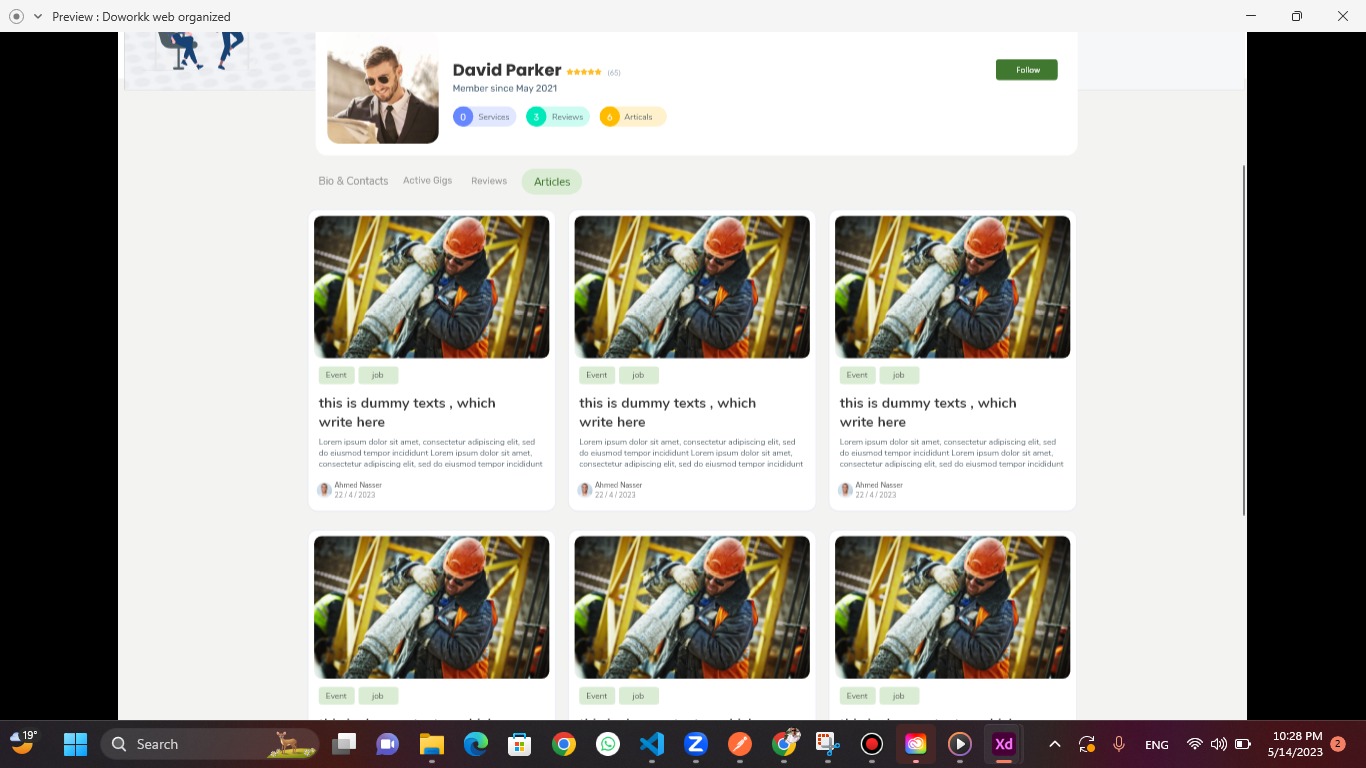 Preview : Doworkk web organized
David Parker (65)
Follow
Member since May 2021
0 Services 3 Reviews 6 Articals
Bio & Contacts Active Gigs Reviews Articles
Event job
this is dummy texts , which
write here
Lorem ipsum dolor sit amet, consectetur adipiscing elit, sed
do eiusmod tempor incididunt Lorem ipsum dolor sit amet,
consectetur adipiscing elit, sed do eiusmod tempor incididunt
Ahmed Nasser
22 / 4 / 2023
Event job
this is dummy texts , which
write here
Lorem ipsum dolor sit amet, consectetur adipiscing elit, sed
do eiusmod tempor incididunt Lorem ipsum dolor sit amet,
consectetur adipiscing elit, sed do eiusmod tempor incididunt
Ahmed Nasser
22 / 4 / 2023
Event job
this is dummy texts , which
write here
Lorem ipsum dolor sit amet, consectetur adipiscing elit, sed
do eiusmod tempor incididunt Lorem ipsum dolor sit amet,
consectetur adipiscing elit, sed do eiusmod tempor incididunt
Ahmed Nasser
22 / 4 / 2023
Event job
Event job
Event job
19°
Search
Xd
ENG
10:28 PM
5/14/2023
2